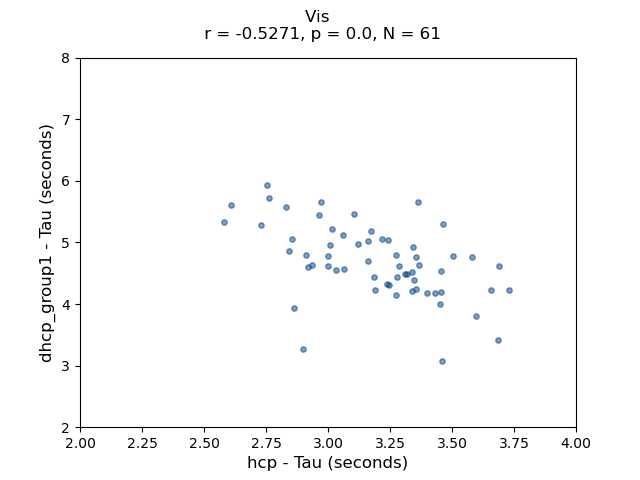 Vis
r = -0.5271, p = 0.0, N = 61
8
7
6
5
4
3
2
dhcp_group1 - Tau (seconds)
2.00 2.25 2.50 2.75 3.00 3.25 3.50 3.75 4.00
hcp - Tau (seconds)